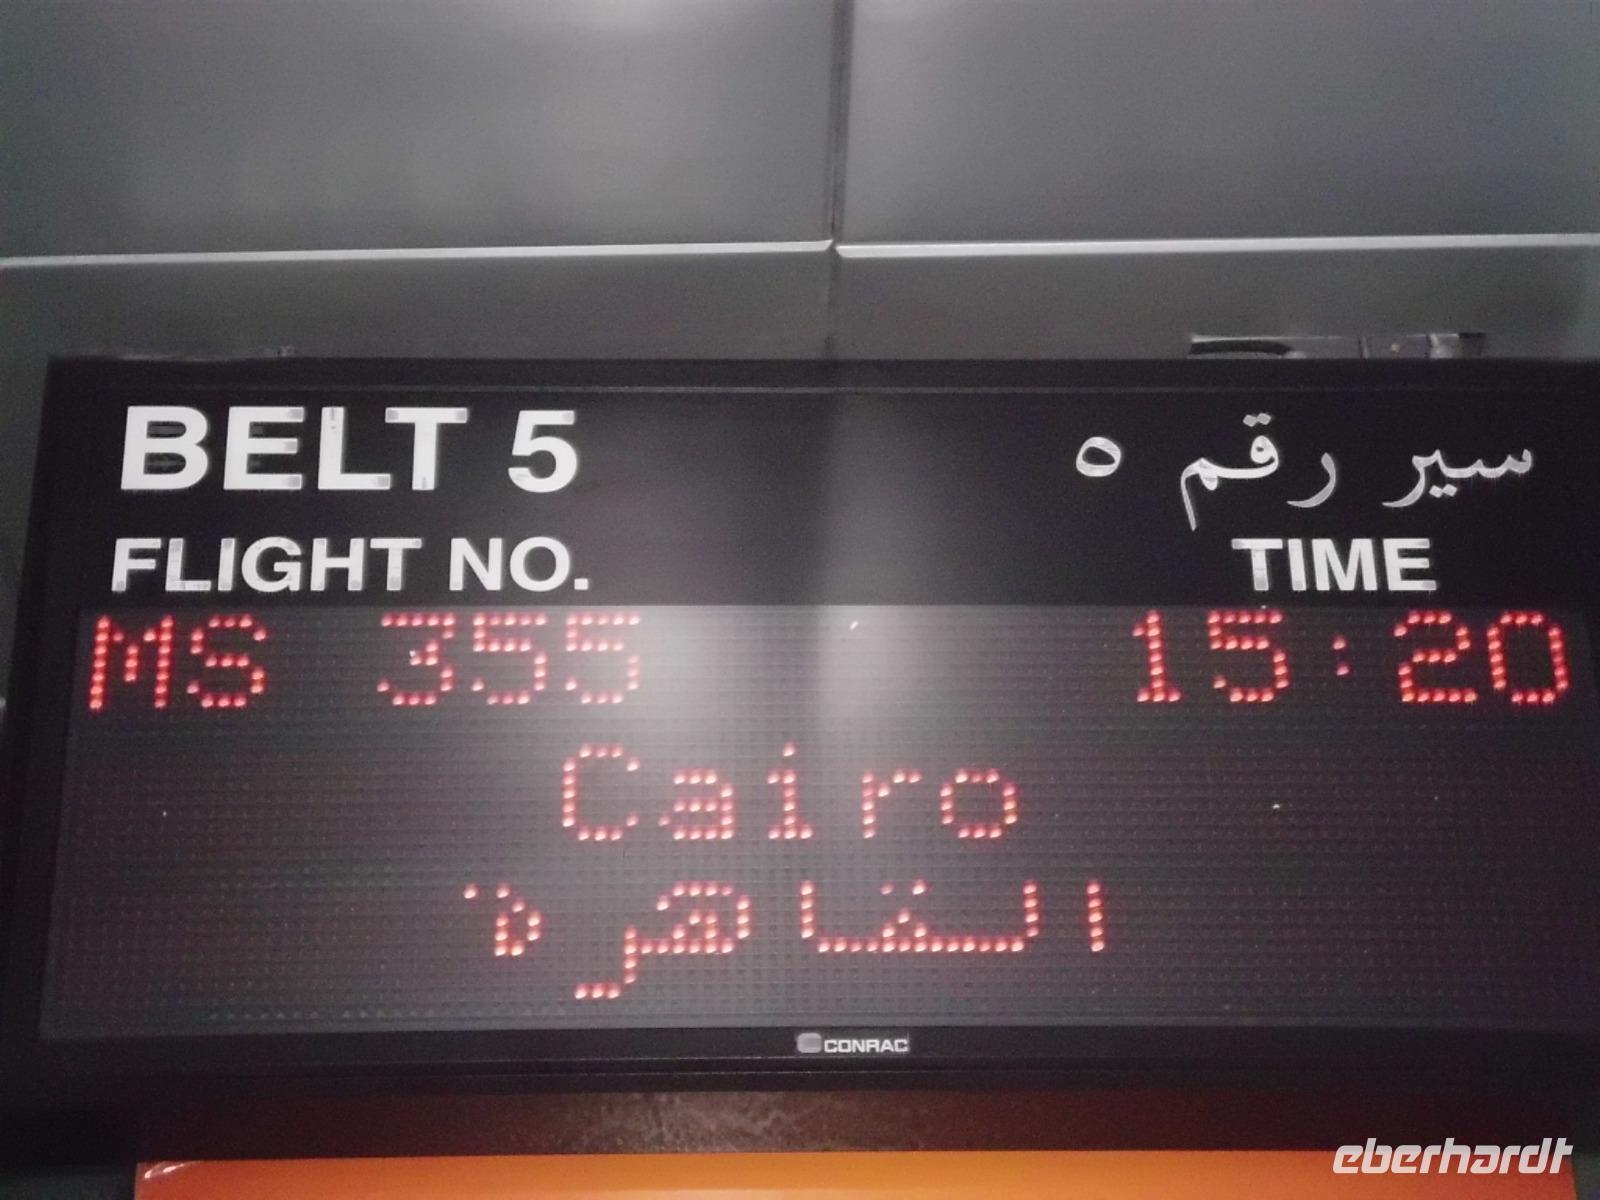 BELT 5 سير رقم ٥
FLIGHT NO. TIME
MS 355 15:20
Cairo
القاهرة
CONRAC
eberhardt